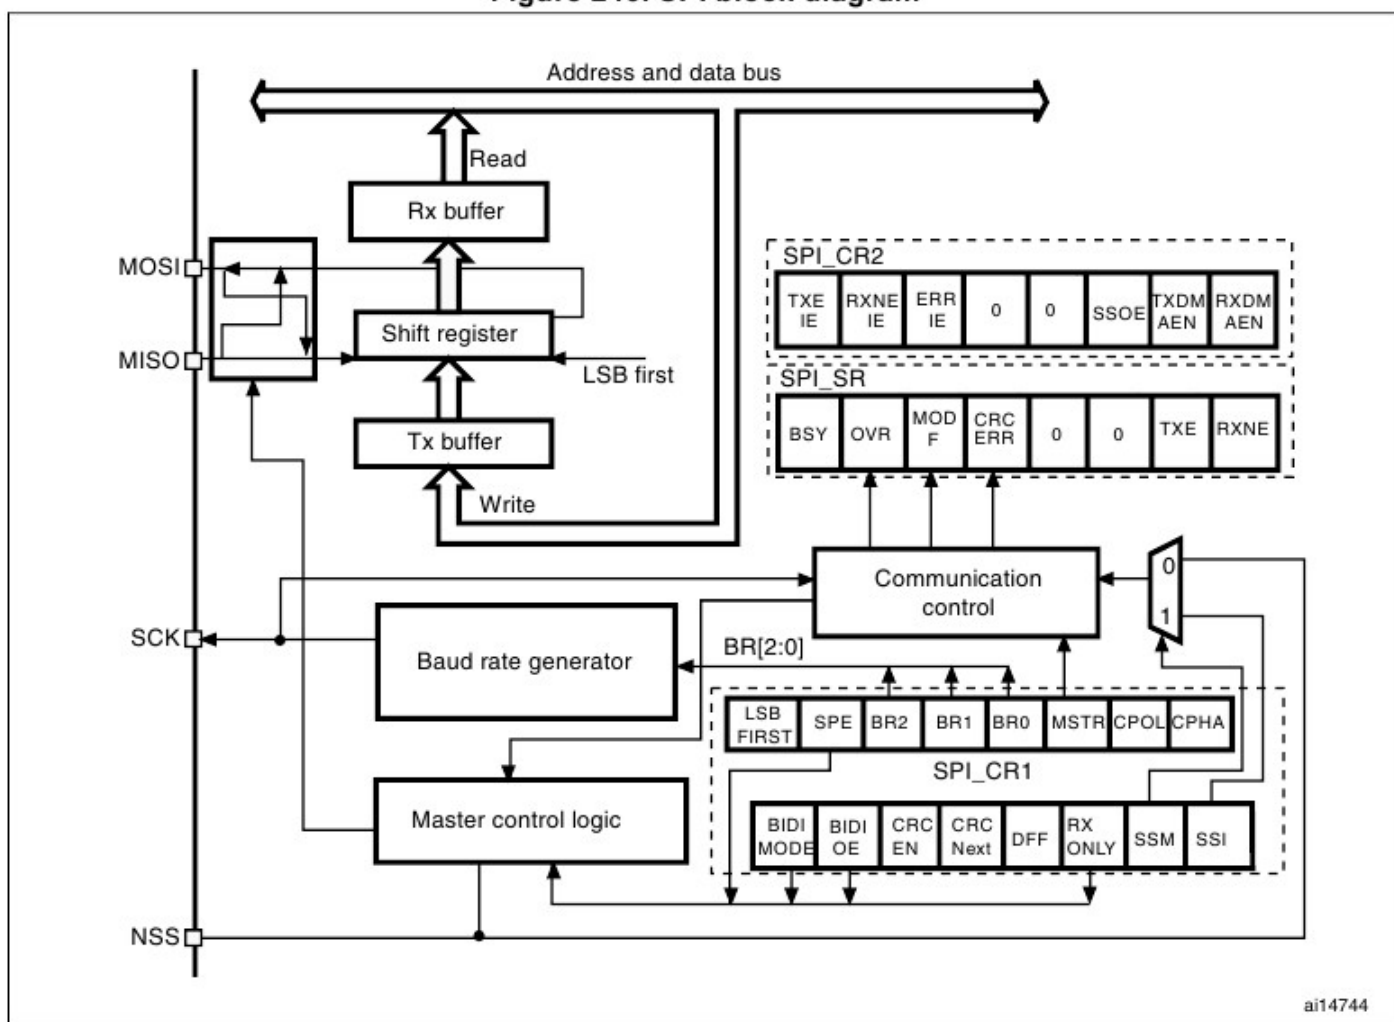 Address and data bus
Read
Rx buffer
MOSI
SPI_CR2
TXE
IE
RXNE
IE
ERR
IE
0
0
SSOE
TXDM
AEN
RXDM
AEN
Shift register
MISO
LSB first
SPI_SR
BSY
OVR
MOD
F
CRC
ERR
0
0
TXE
RXNE
Tx buffer
Write
Communication
control
0
1
SCK
Baud rate generator
BR[2:0]
LSB
FIRST
SPE
BR2
BR1
BR0
MSTR
CPOL
CPHA
SPI_CR1
Master control logic
BIDI
MODE
BIDI
OE
CRC
EN
CRC
Next
DFF
RX
ONLY
SSM
SSI
NSS
ai14744